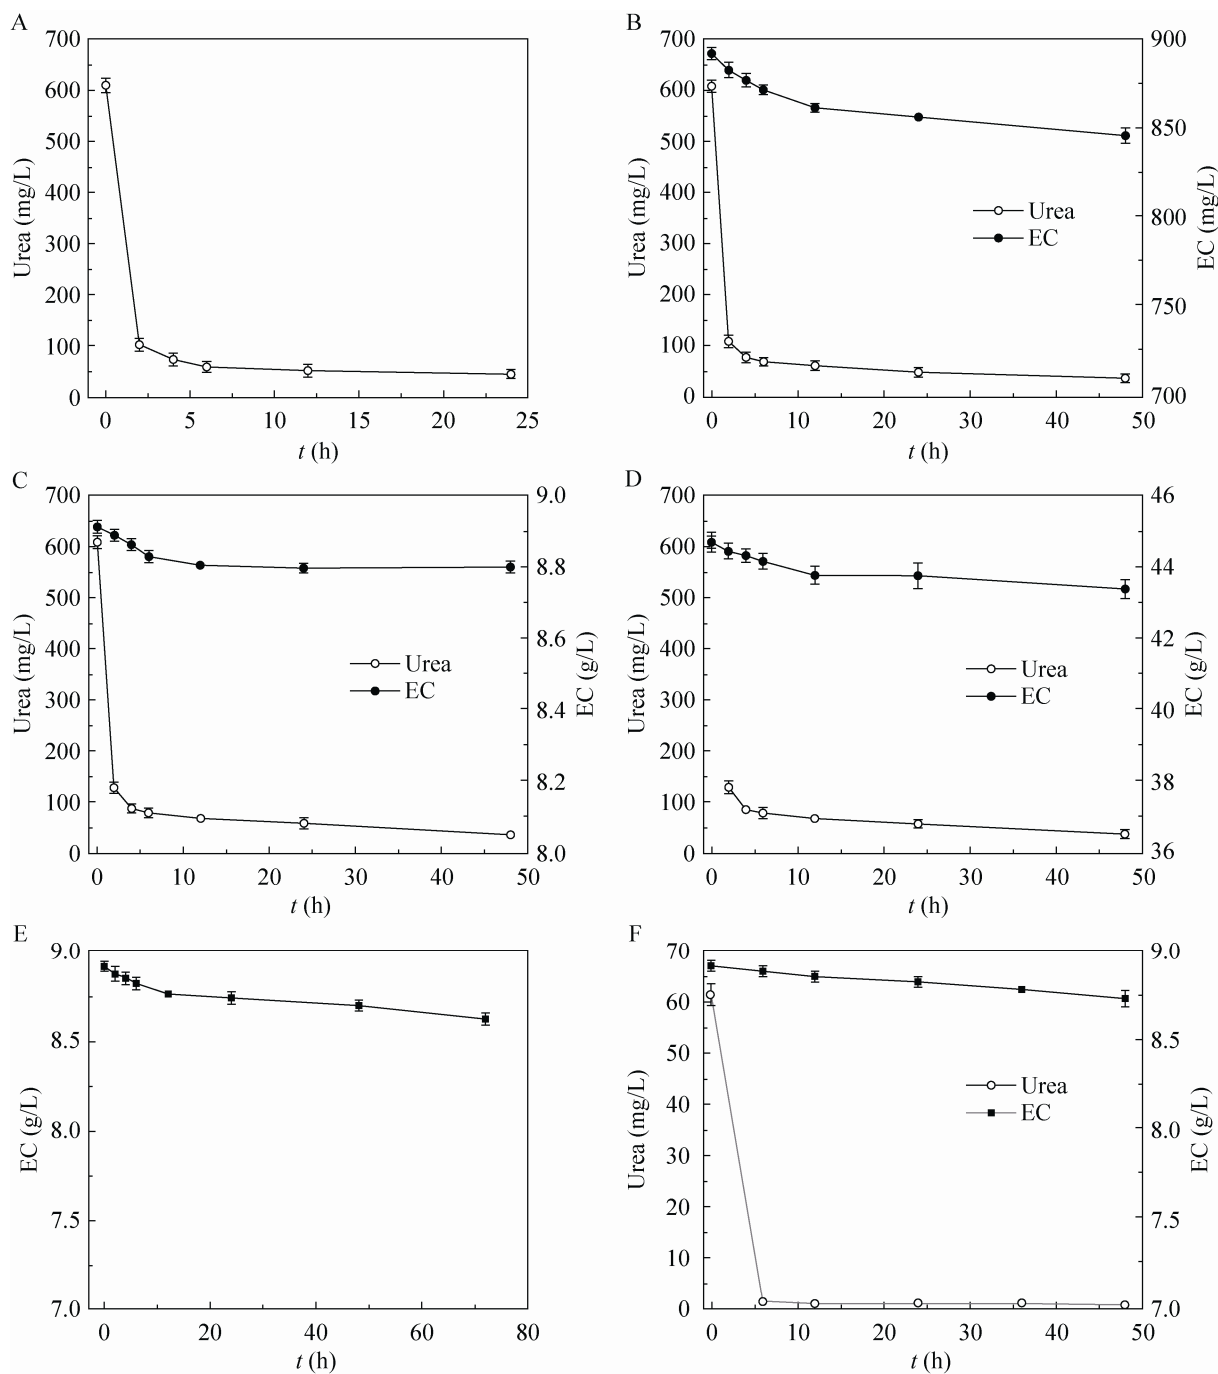 A
700
600
500
400
300
200
100
0
Urea (mg/L)
0 5 10 15 20 25
t (h)
B
700
600
500
400
300
200
100
0
Urea (mg/L)
900
850
800
750
700
EC (mg/L)
Urea
EC
0 10 20 30 40 50
t (h)
C
700
600
500
400
300
200
100
0
Urea (mg/L)
9.0
8.8
8.6
8.4
8.2
8.0
EC (g/L)
Urea
EC
0 10 20 30 40 50
t (h)
D
700
600
500
400
300
200
100
0
Urea (mg/L)
46
44
42
40
38
36
EC (g/L)
Urea
EC
0 10 20 30 40 50
t (h)
E
9.0
8.5
8.0
7.5
7.0
EC (g/L)
0 20 40 60 80
t (h)
F
70
60
50
40
30
20
10
0
Urea (mg/L)
9.0
8.5
8.0
7.5
7.0
EC (g/L)
Urea
EC
0 10 20 30 40 50
t (h)